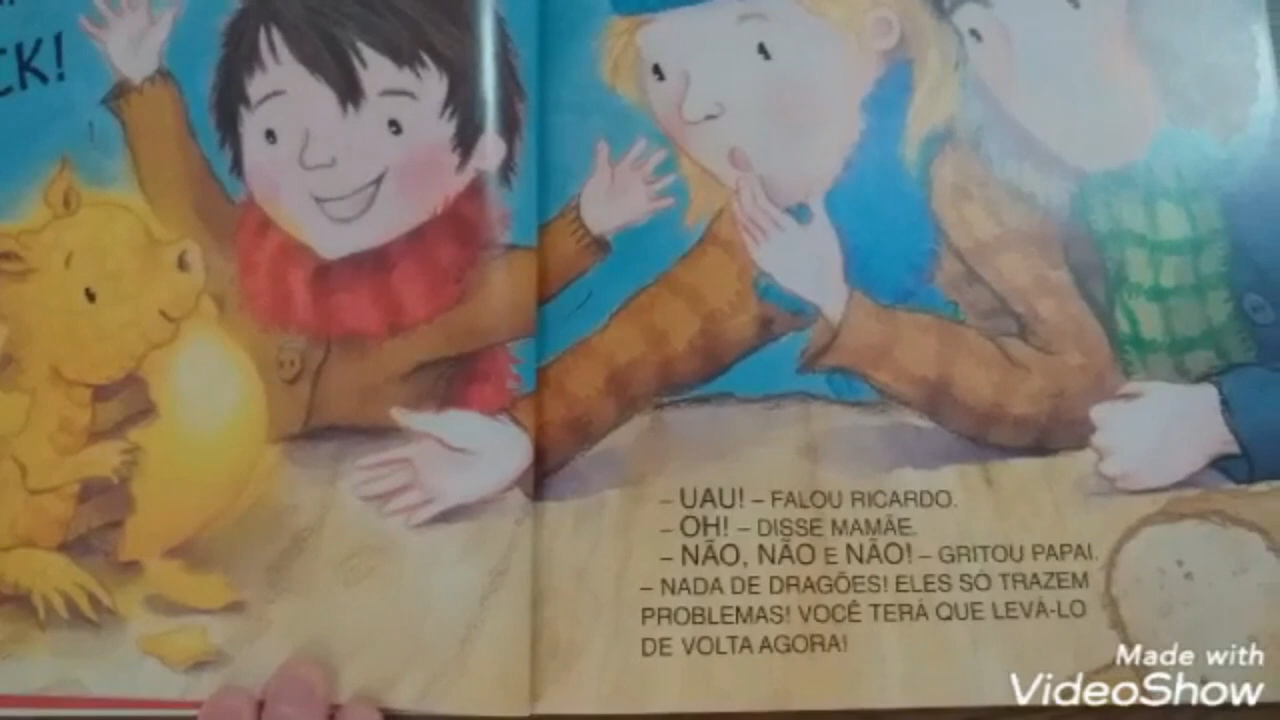 CK!
– UAU! – FALOU RICARDO.
– OH! – DISSE MAMÃE.
– NÃO, NÃO E NÃO! – GRITOU PAPAI.
– NADA DE DRAGÕES! ELES SÓ TRAZEM
PROBLEMAS! VOCÊ TERÁ QUE LEVÁ-LO
DE VOLTA AGORA!
Made with
VideoShow